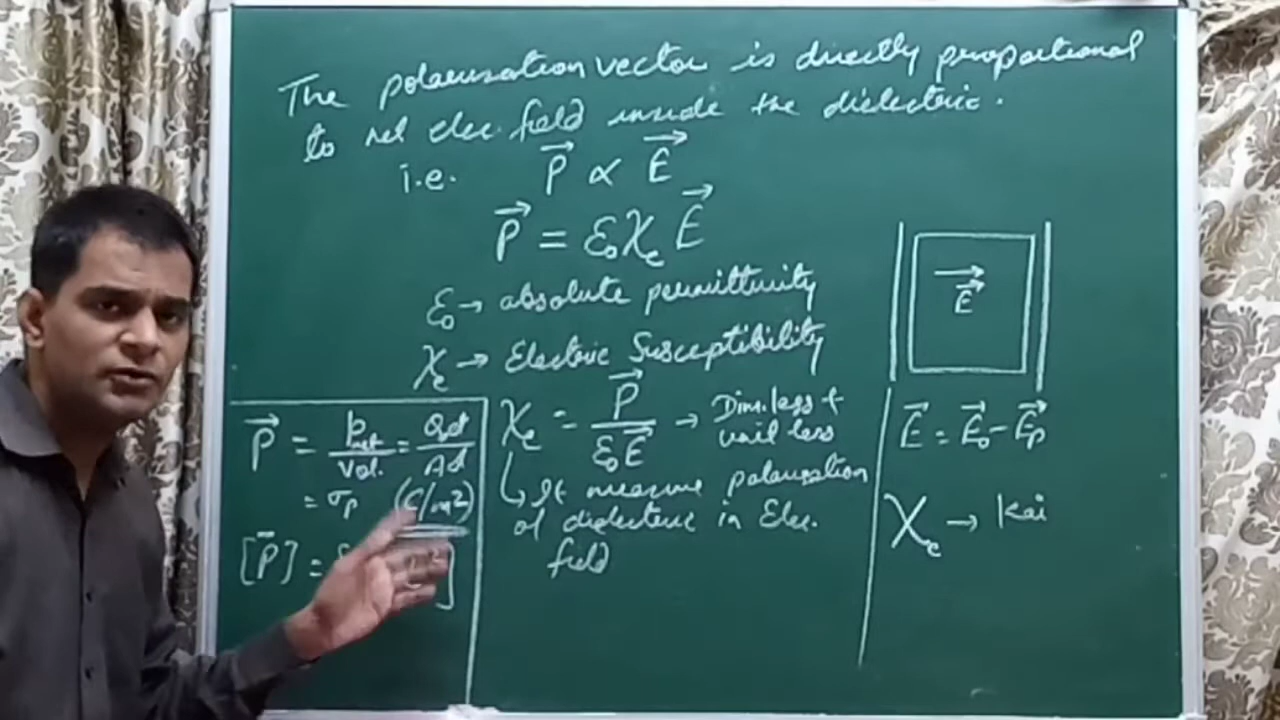 The polarisation vector is directly proportional
to net elec. field inside the dielectric.
i.e. P⃗ ∝ E⃗
P⃗ = ε₀χₑE⃗
ε₀ → absolute permittivity
χₑ → Electric Susceptibility
P⃗ = pnet/Vol. = Qpd/Ad
= σp (C/m²)
[P⃗] =
χₑ = P⃗/ε₀E⃗ → Dim. less +
unit less
↳ It measure polarisation
of dielectric in Elec.
field
E⃗
E⃗ = E⃗₀ - E⃗p
χₑ → Kai